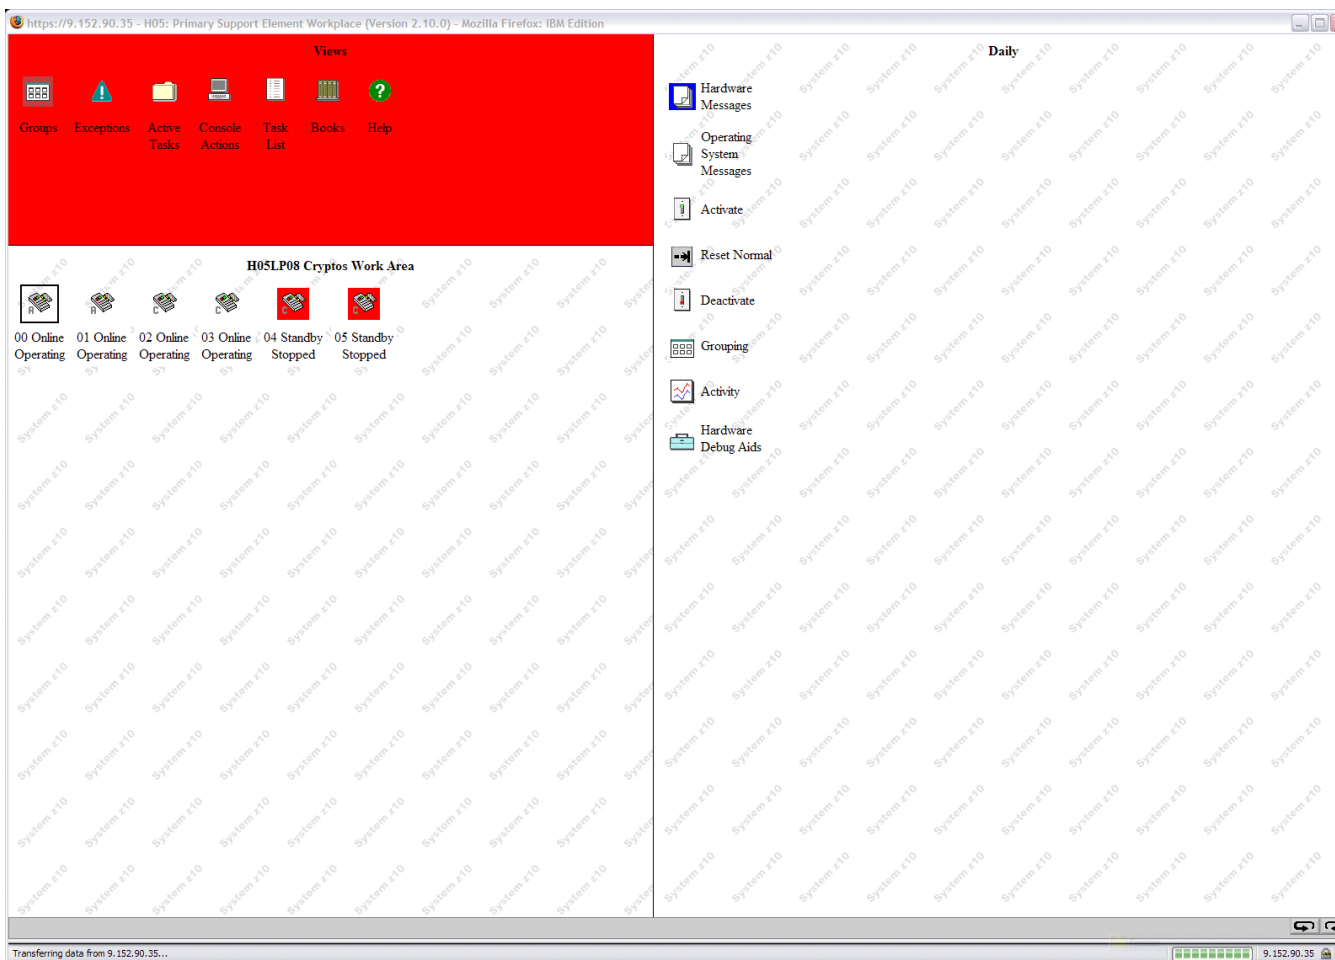 https://9.152.90.35 - H05: Primary Support Element Workplace (Version 2.10.0) - Mozilla Firefox: IBM Edition
Views
Groups
Exceptions
Active
Tasks
Console
Actions
Task
List
Books
Help
H05LP08 Cryptos Work Area
00 Online
Operating
01 Online
Operating
02 Online
Operating
03 Online
Operating
04 Standby
Stopped
05 Standby
Stopped
Daily
Hardware
Messages
Operating
System
Messages
Activate
Reset Normal
Deactivate
Grouping
Activity
Hardware
Debug Aids
System z10
Transferring data from 9.152.90.35...
9.152.90.35